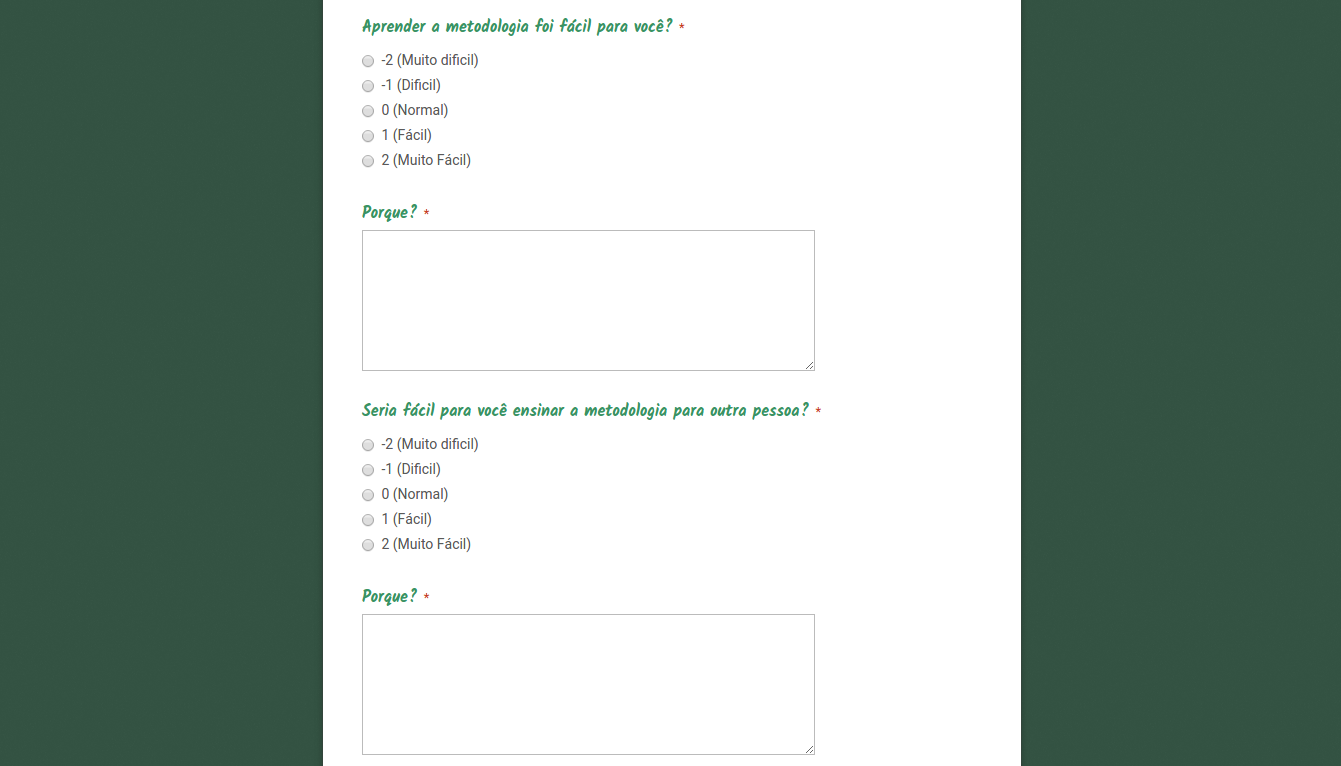 Aprender a metodologia foi fácil para você? *
-2 (Muito dificil)
-1 (Dificil)
0 (Normal)
1 (Fácil)
2 (Muito Fácil)
Porque? *
Seria fácil para você ensinar a metodologia para outra pessoa? *
-2 (Muito dificil)
-1 (Dificil)
0 (Normal)
1 (Fácil)
2 (Muito Fácil)
Porque? *